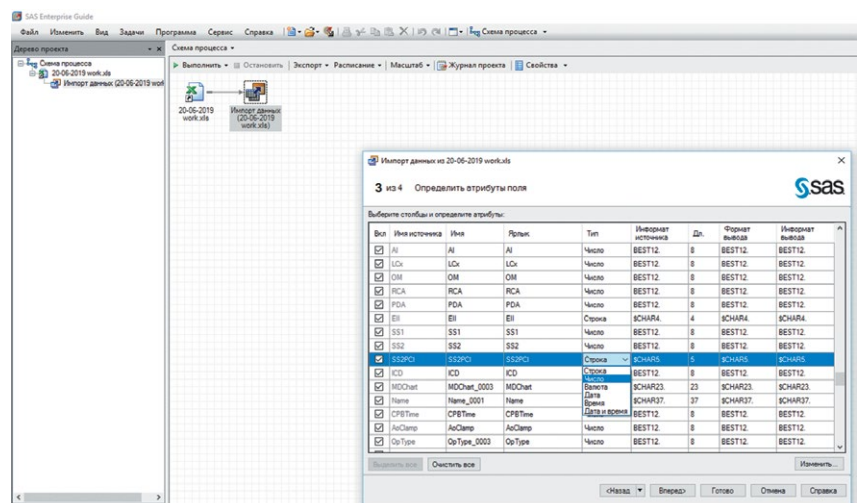 SAS Enterprise Guide
Файл Изменить Вид Задачи Программа Сервис Справка Схема процесса
Дерево проекта
Схема процесса
20-06-2019 work.xls
Импорт данных (20-06-2019 worl
Схема процесса
Выполнить Остановить Экспорт Расписание Масштаб Журнал проекта Свойства
20-06-2019
work.xls
Импорт данных
(20-06-2019
work.xls)
Импорт данных из 20-06-2019 work.xls
3 из 4 Определить атрибуты поля
sas
Выберите столбцы и определите атрибуты:
Вкл Имя источника Имя Ярлык Тип Информат источника Дл. Формат вывода Информат вывода
AI AI AI Число BEST12. 8 BEST12. BEST12.
LCx LCx LCx Число BEST12. 8 BEST12. BEST12.
OM OM OM Число BEST12. 8 BEST12. BEST12.
RCA RCA RCA Число BEST12. 8 BEST12. BEST12.
PDA PDA PDA Число BEST12. 8 BEST12. BEST12.
EII EII EII Строка $CHAR4. 4 $CHAR4. $CHAR4.
SS1 SS1 SS1 Число BEST12. 8 BEST12. BEST12.
SS2 SS2 SS2 Число BEST12. 8 BEST12. BEST12.
SS2PCI SS2PCI SS2PCI Строка $CHAR5. 5 $CHAR5. $CHAR5.
ICD ICD ICD BEST12. 8 BEST12. BEST12.
MDChart MDChart_0003 MDChart $CHAR23. 23 $CHAR23. $CHAR23.
Name Name_0001 Name $CHAR37. 37 $CHAR37. $CHAR37.
CPBTime CPBTime CPBTime BEST12. 8 BEST12. BEST12.
AoClamp AoClamp AoClamp Число BEST12. 8 BEST12. BEST12.
OpType OpType_0003 OpType Число BEST12. 8 BEST12. BEST12.
Строка
Число
Валюта
Дата
Время
Дата и время
Выделить все Очистить все Изменить...
<Назад Вперед> Готово Отмена Справка